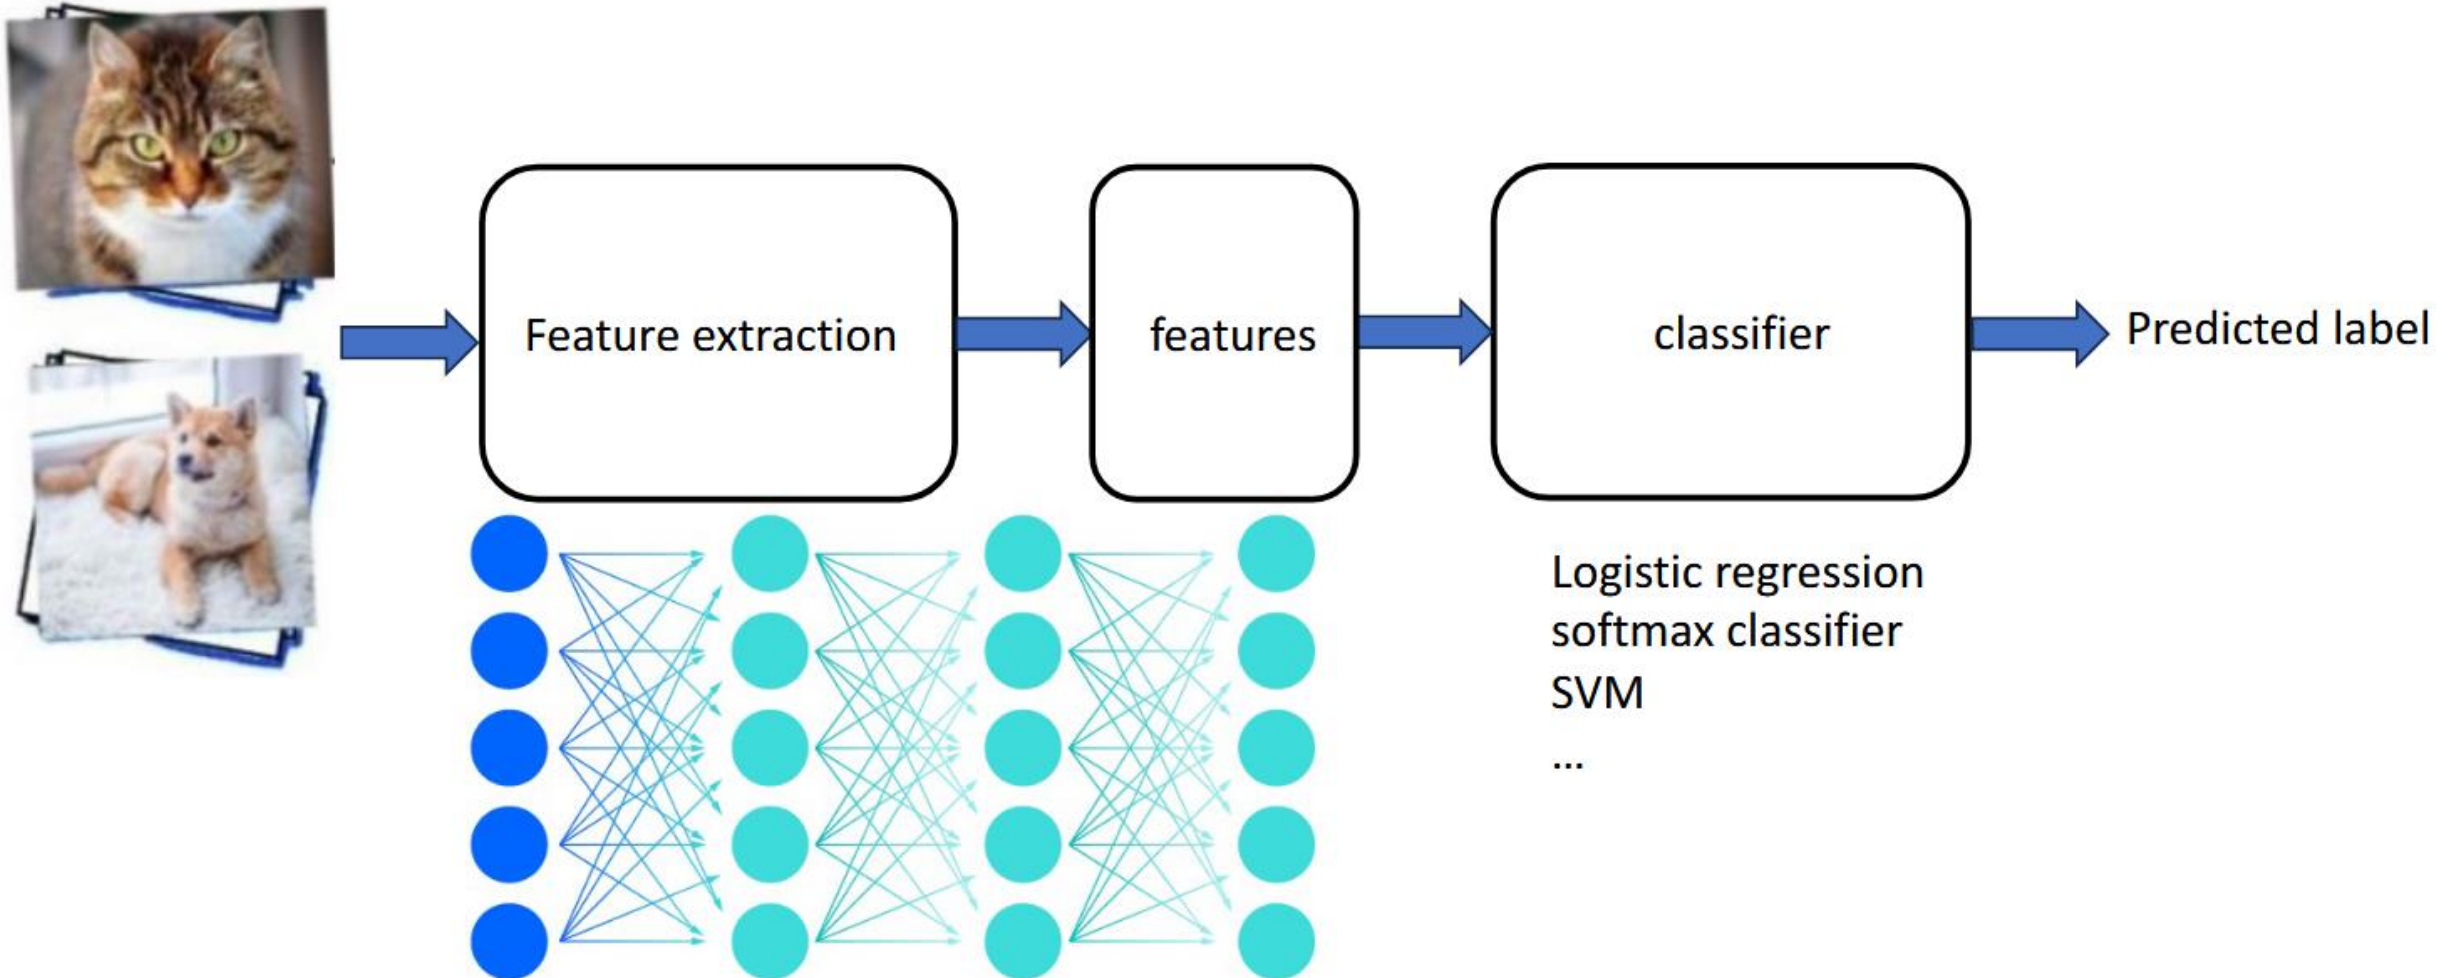 Feature extraction
features
classifier
Predicted label
Logistic regression
softmax classifier
SVM
...